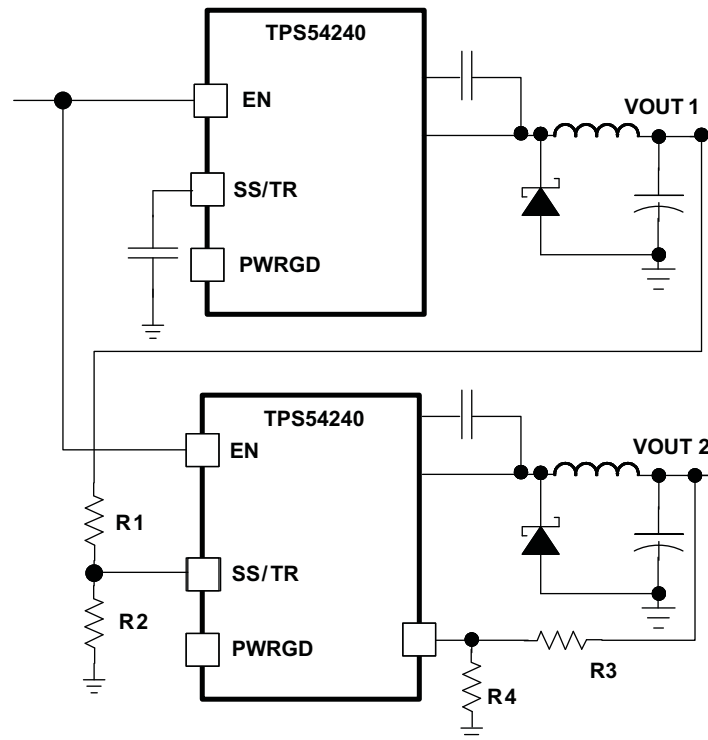 TPS54240
EN
VOUT 1
SS/TR
PWRGD
TPS54240
EN
VOUT 2
R1
SS/TR
R2
PWRGD
R3
R4